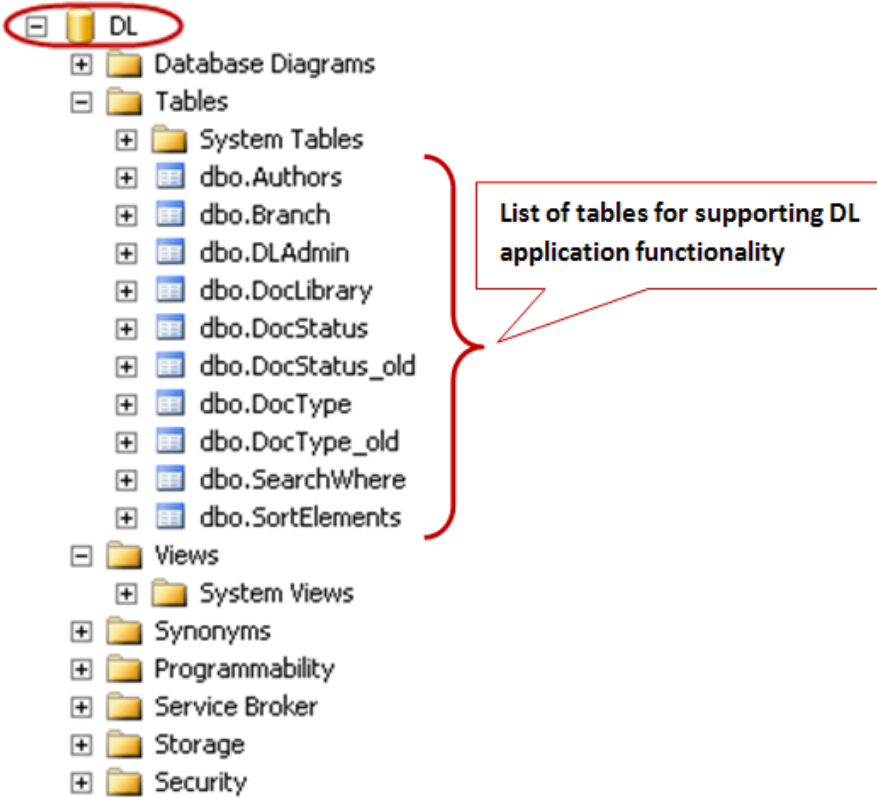 DL
Database Diagrams
Tables
System Tables
dbo.Authors
dbo.Branch
dbo.DLAdmin
dbo.DocLibrary
dbo.DocStatus
dbo.DocStatus_old
dbo.DocType
dbo.DocType_old
dbo.SearchWhere
dbo.SortElements
Views
System Views
Synonyms
Programmability
Service Broker
Storage
Security
List of tables for supporting DL
application functionality